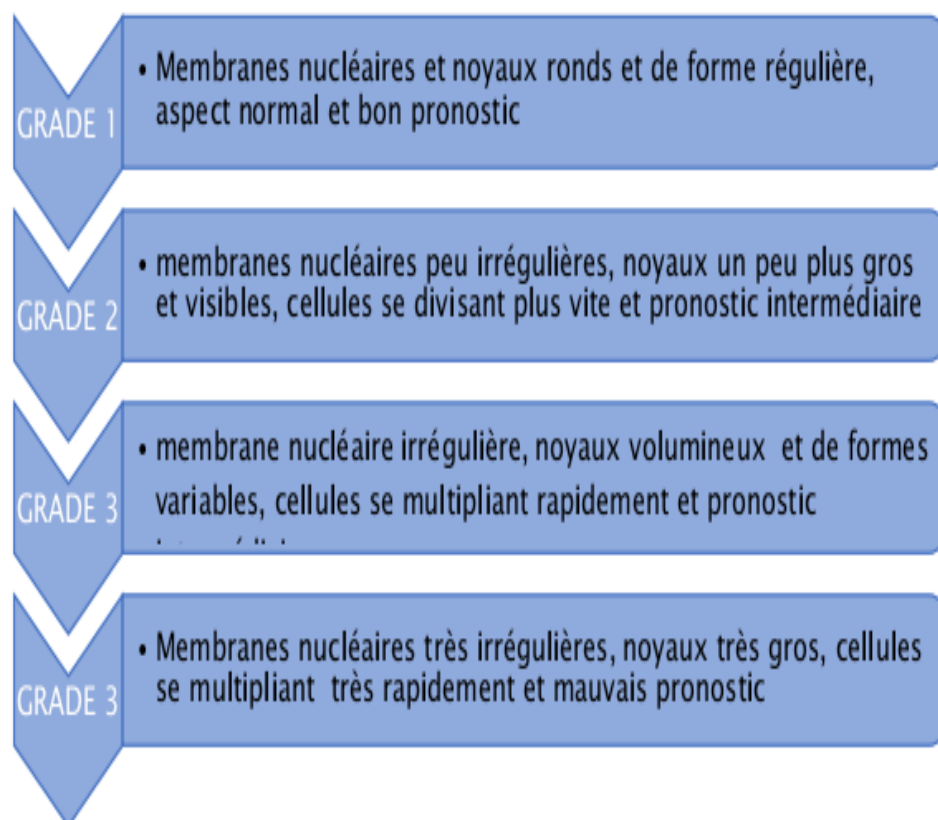 GRADE 1
• Membranes nucléaires et noyaux ronds et de forme régulière,
aspect normal et bon pronostic
GRADE 2
• membranes nucléaires peu irrégulières, noyaux un peu plus gros
et visibles, cellules se divisant plus vite et pronostic intermédiaire
GRADE 3
• membrane nucléaire irrégulière, noyaux volumineux et de formes
variables, cellules se multipliant rapidement et pronostic
GRADE 3
• Membranes nucléaires très irrégulières, noyaux très gros, cellules
se multipliant très rapidement et mauvais pronostic